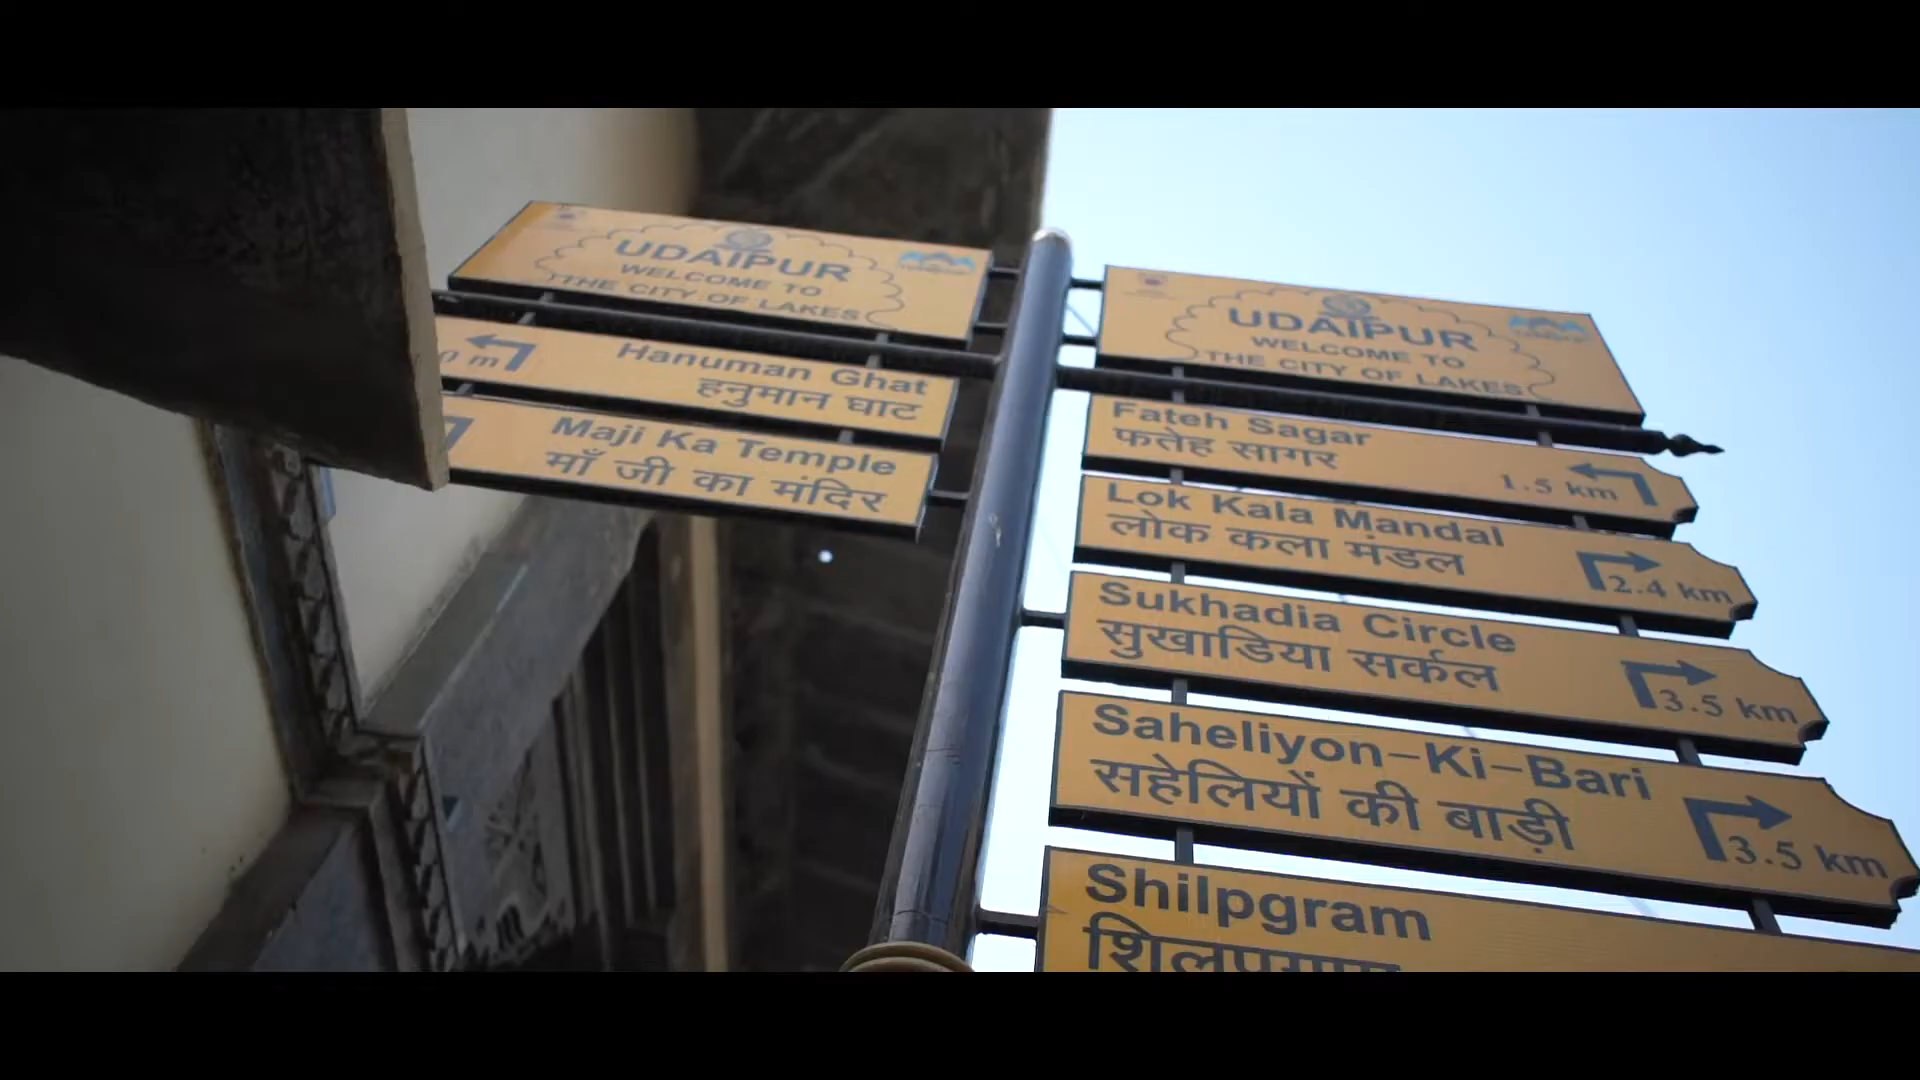 UDAIPUR
WELCOME TO
THE CITY OF LAKES
Hanuman Ghat
हनुमान घाट
0 m
Maji Ka Temple
माँ जी का मंदिर
UDAIPUR
WELCOME TO
THE CITY OF LAKES
Fateh Sagar
फतेह सागर
1.5 km
Lok Kala Mandal
लोक कला मंडल
2.4 km
Sukhadia Circle
सुखाडिया सर्कल
3.5 km
Saheliyon-Ki-Bari
सहेलियों की बाड़ी
3.5 km
Shilpgram